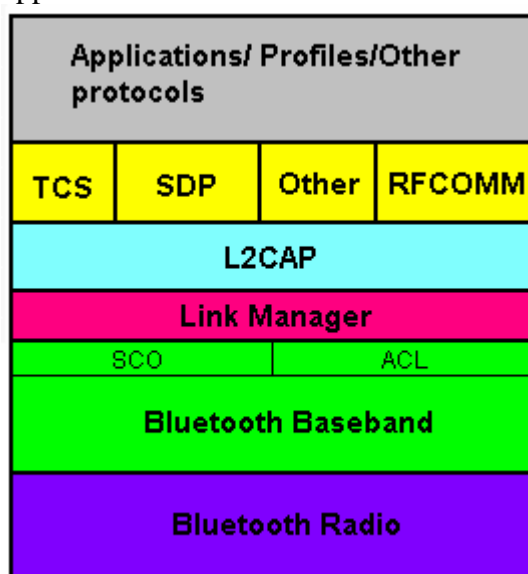 Applications/ Profiles/Other
protocols
TCS SDP Other RFCOMM
L2CAP
Link Manager
SCO ACL
Bluetooth Baseband
Bluetooth Radio